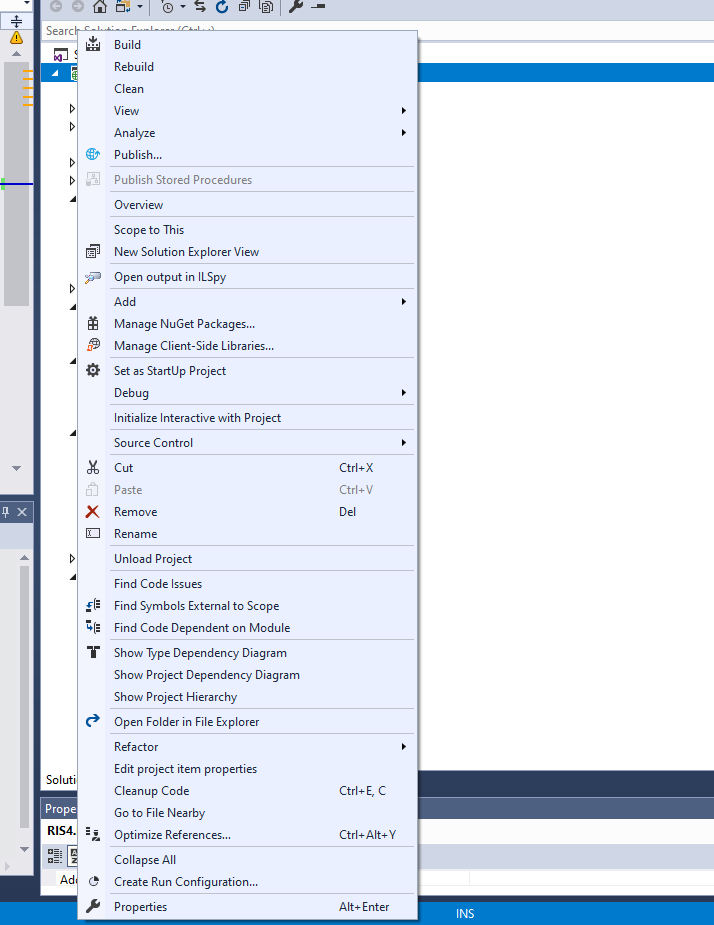 Search Solution Explorer (Ctrl+;)
Build
Rebuild
Clean
View
Analyze
Publish...
Publish Stored Procedures
Overview
Scope to This
New Solution Explorer View
Open output in ILSpy
Add
Manage NuGet Packages...
Manage Client-Side Libraries...
Set as StartUp Project
Debug
Initialize Interactive with Project
Source Control
Cut Ctrl+X
Paste Ctrl+V
Remove Del
Rename
Unload Project
Find Code Issues
Find Symbols External to Scope
Find Code Dependent on Module
Show Type Dependency Diagram
Show Project Dependency Diagram
Show Project Hierarchy
Open Folder in File Explorer
Refactor
Edit project item properties
Soluti
Cleanup Code Ctrl+E, C
Prope
Go to File Nearby
RIS4.
Optimize References... Ctrl+Alt+Y
Collapse All
Add
Create Run Configuration...
Properties Alt+Enter
INS